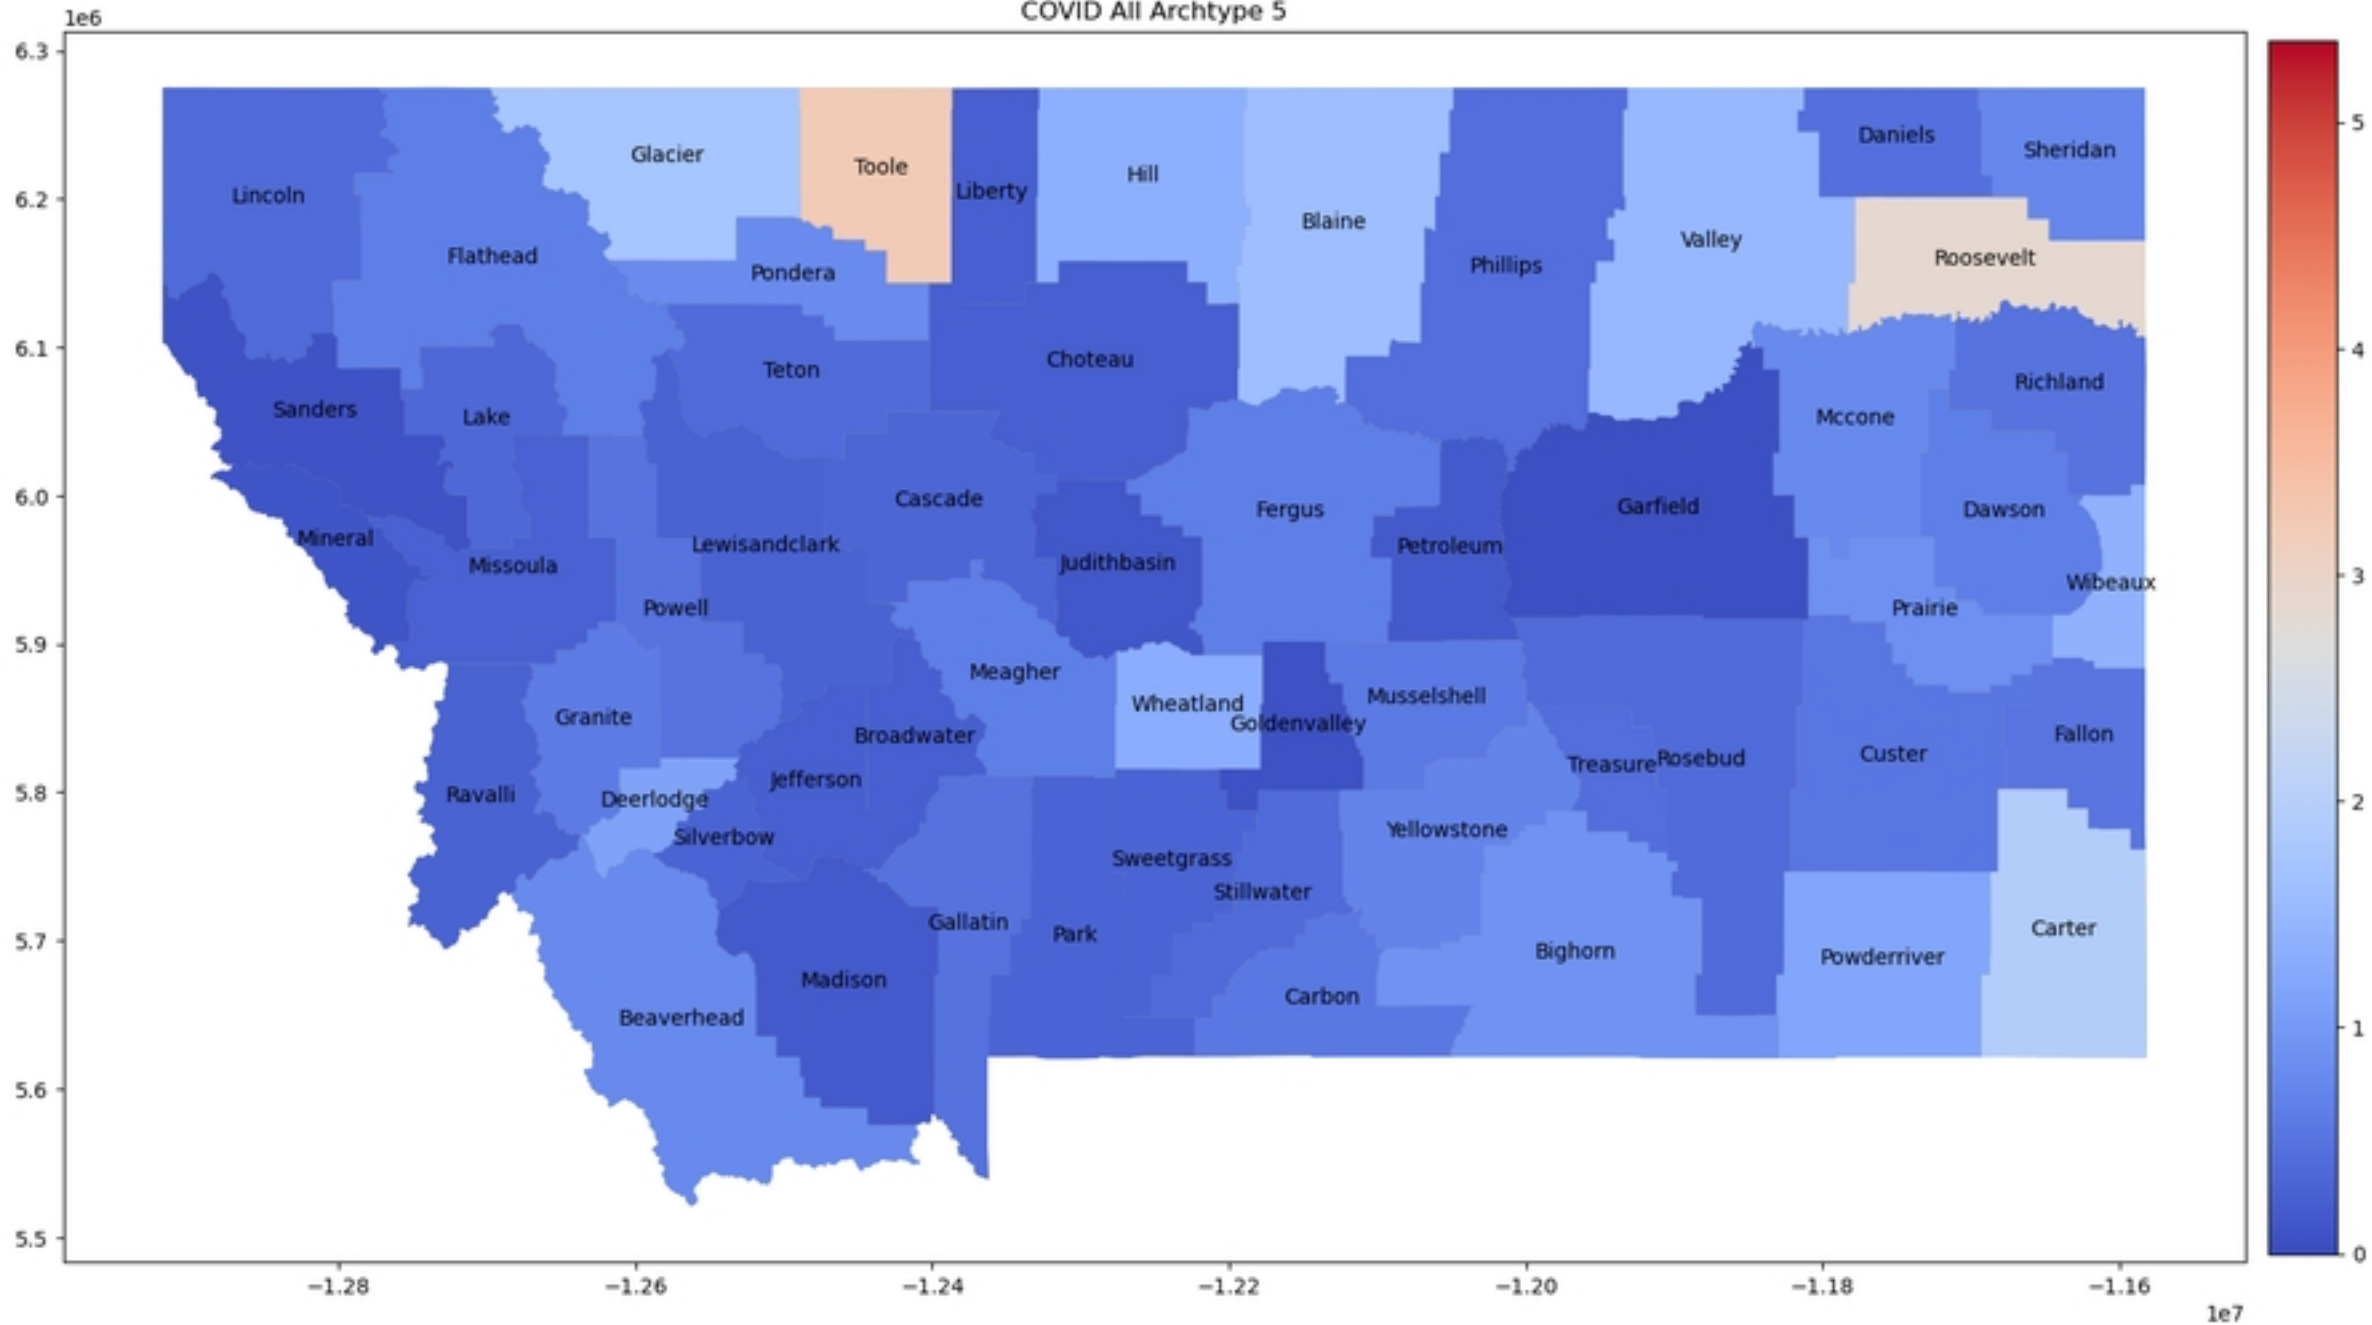 COVID All Archtype 5
1e6
6.3
6.2
6.1
6.0
5.9
5.8
5.7
5.6
5.5
Glacier
Toole
Liberty
Hill
Blaine
Phillips
Valley
Daniels
Sheridan
Roosevelt
Lincoln
Flathead
Pondera
Teton
Choteau
Richland
Mccone
Sanders
Lake
Cascade
Fergus
Garfield
Dawson
Mineral
Missoula
Lewisandclark
Judithbasin
Petroleum
Wibeaux
Powell
Prairie
Meagher
Wheatland
Musselshell
Granite
Goldenvalley
Broadwater
Fallon
Jefferson
Treasure
Rosebud
Custer
Ravalli
Deerlodge
Silverbow
Yellowstone
Sweetgrass
Stillwater
Gallatin
Park
Bighorn
Powderriver
Carter
Madison
Carbon
Beaverhead
−1.28
−1.26
−1.24
−1.22
−1.20
−1.18
−1.16
1e7
5
4
3
2
1
0